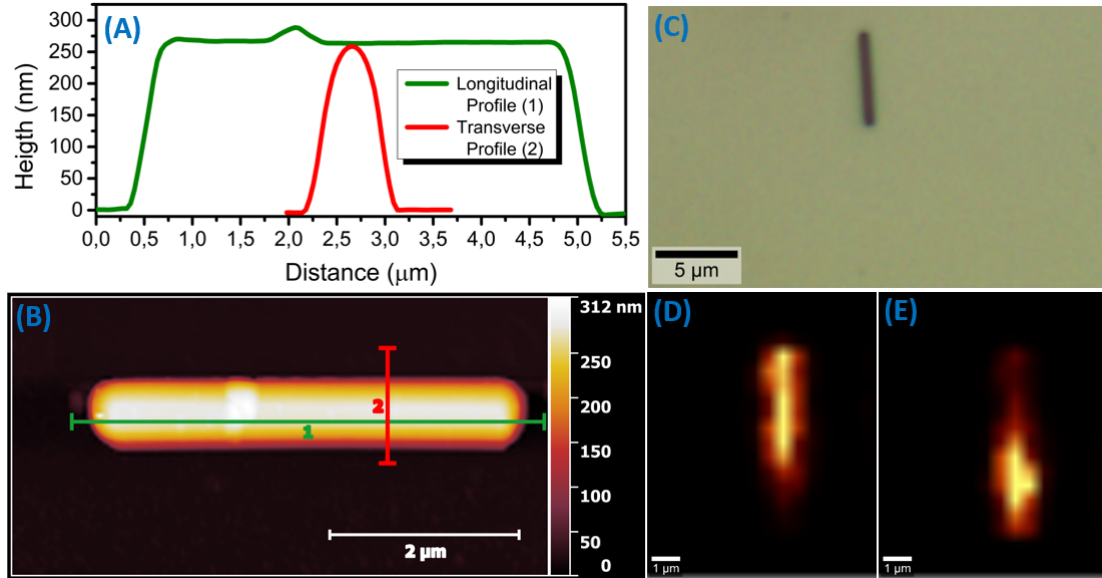 (A)
300
250
200
150
100
50
0
Heigth (nm)
Longitudinal
Profile (1)
Transverse
Profile (2)
0,0 0,5 1,0 1,5 2,0 2,5 3,0 3,5 4,0 4,5 5,0 5,5
Distance (μm)
(B)
1
2
2 μm
312 nm
250
200
150
100
50
0
(C)
5 μm
(D)
1 μm
(E)
1 μm